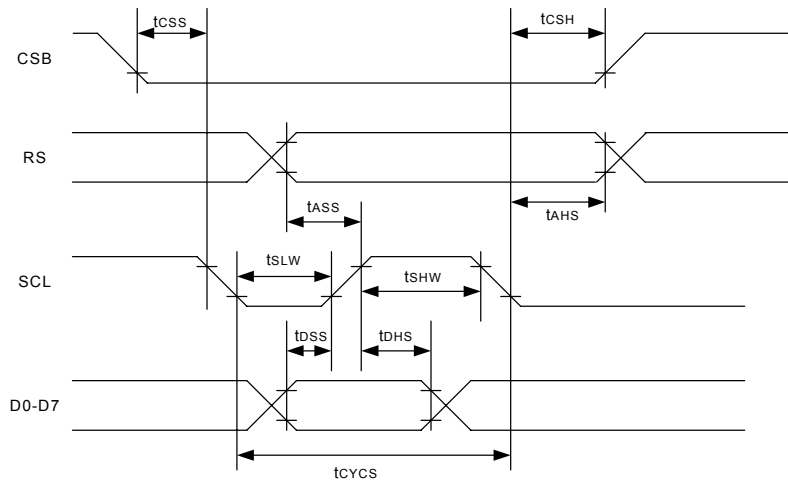 tCSS
tCSH
CSB
RS
tASS
tAHS
tSLW
SCL
tSHW
tDSS
tDHS
D0-D7
tCYCS